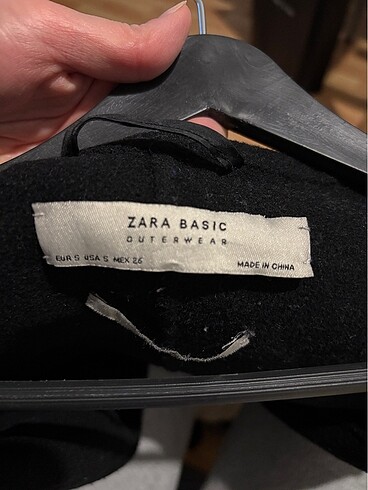 ZARA BASIC
OUTERWEAR
EUR S USA S MEX 26 MADE IN CHINA